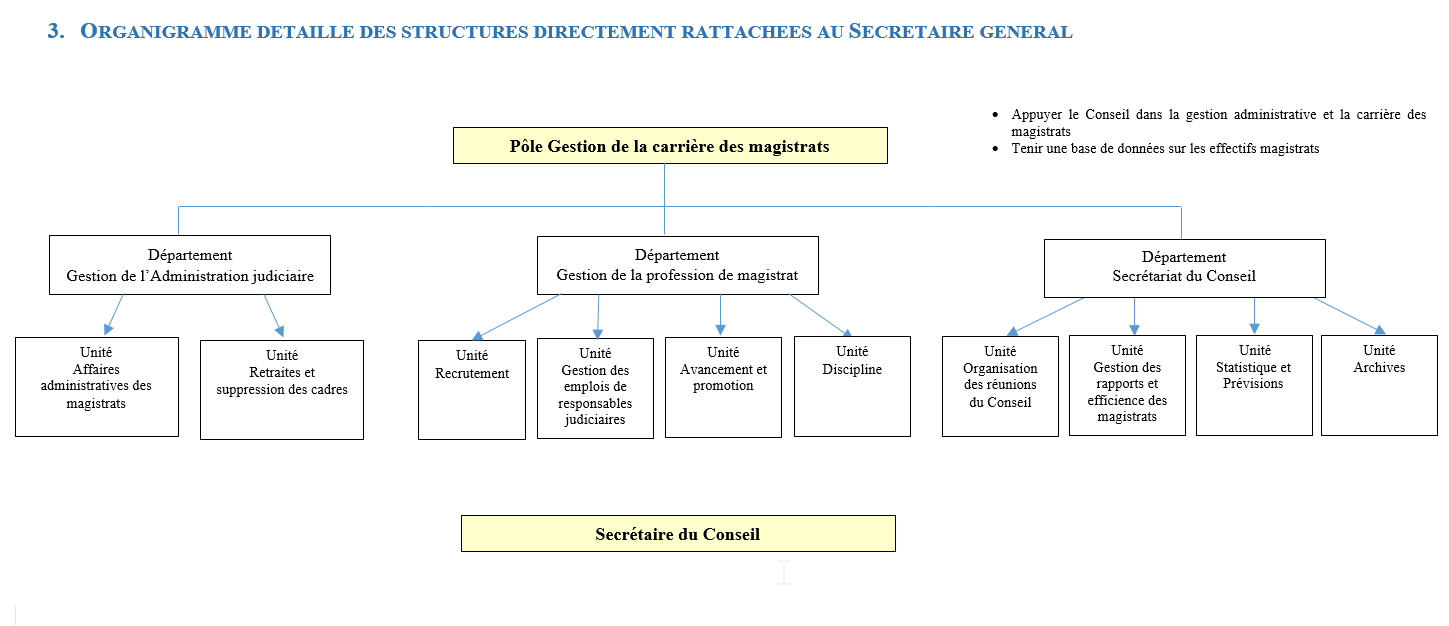 3. ORGANIGRAMME DETAILLE DES STRUCTURES DIRECTEMENT RATTACHEES AU SECRETAIRE GENERAL
• Appuyer le Conseil dans la gestion administrative et la carrière des
magistrats
• Tenir une base de données sur les effectifs magistrats
Pôle Gestion de la carrière des magistrats
Département
Gestion de l’Administration judiciaire
Département
Gestion de la profession de magistrat
Département
Secrétariat du Conseil
Unité
Affaires
administratives des
magistrats
Unité
Retraites et
suppression des cadres
Unité
Recrutement
Unité
Gestion des
emplois de
responsables
judiciaires
Unité
Avancement et
promotion
Unité
Discipline
Unité
Organisation
des réunions
du Conseil
Unité
Gestion des
rapports et
efficience des
magistrats
Unité
Statistique et
Prévisions
Unité
Archives
Secrétaire du Conseil